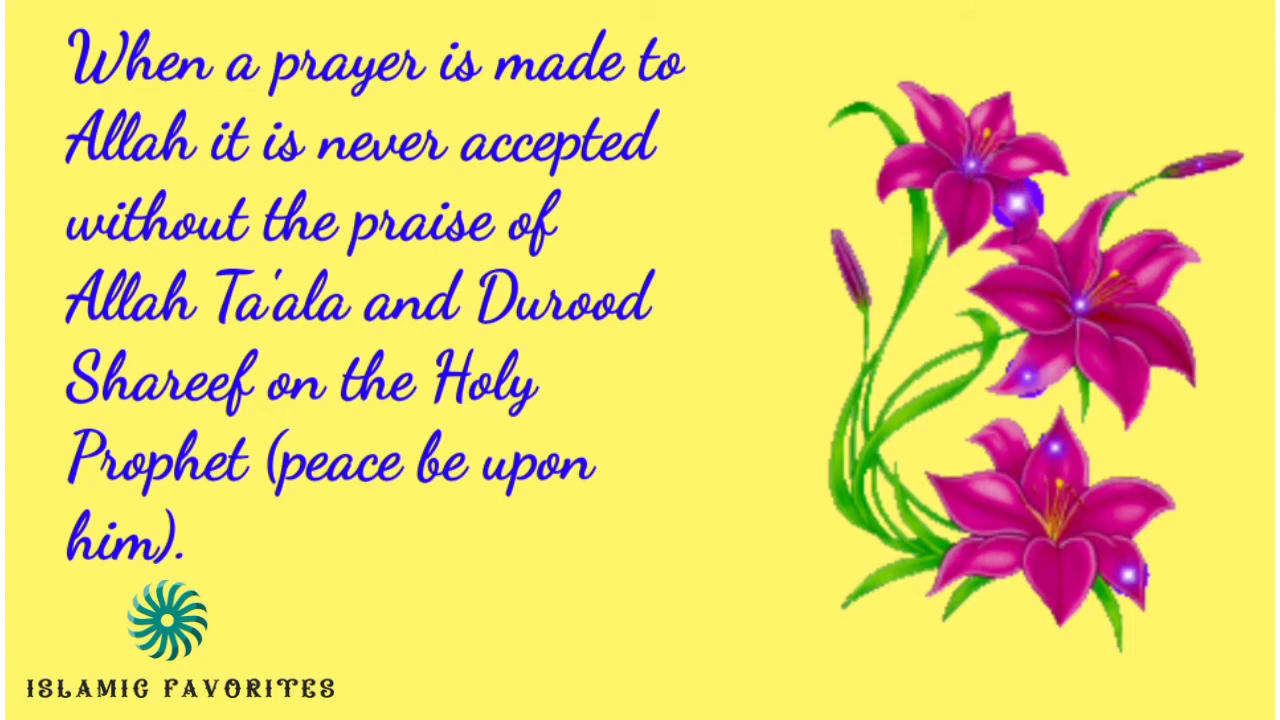 When a prayer is made to
Allah it is never accepted
without the praise of
Allah Ta'ala and Durood
Shareef on the Holy
Prophet (peace be upon
him).
ISLAMIC FAVORITES